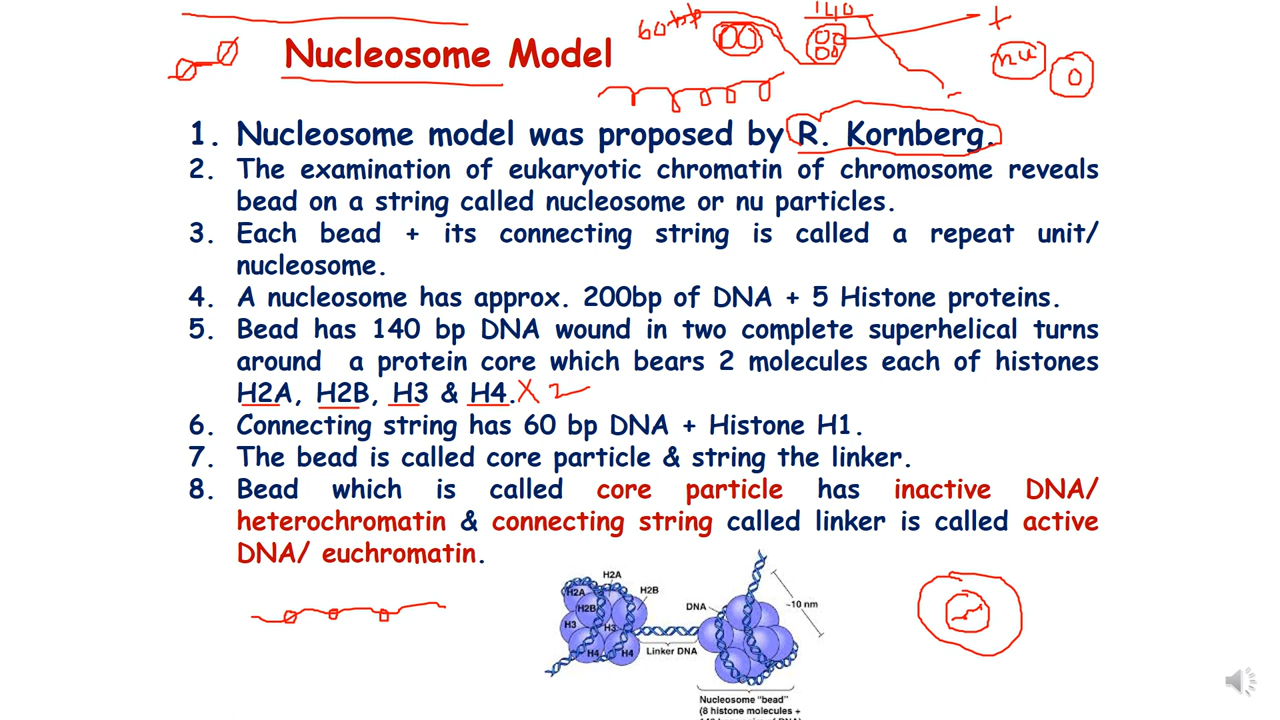 60 bp
140
+
nu
Nucleosome Model
1. Nucleosome model was proposed by R. Kornberg.
2. The examination of eukaryotic chromatin of chromosome reveals
bead on a string called nucleosome or nu particles.
3. Each bead + its connecting string is called a repeat unit/
nucleosome.
4. A nucleosome has approx. 200bp of DNA + 5 Histone proteins.
5. Bead has 140 bp DNA wound in two complete superhelical turns
around a protein core which bears 2 molecules each of histones
H2A, H2B, H3 & H4. X 2
6. Connecting string has 60 bp DNA + Histone H1.
7. The bead is called core particle & string the linker.
8. Bead which is called core particle has inactive DNA/
heterochromatin & connecting string called linker is called active
DNA/ euchromatin.
H2A
H2A
H2B
H2B
H3
H3
H4
H4
DNA
~10 nm
Linker DNA
Nucleosome "bead"
(8 histone molecules +